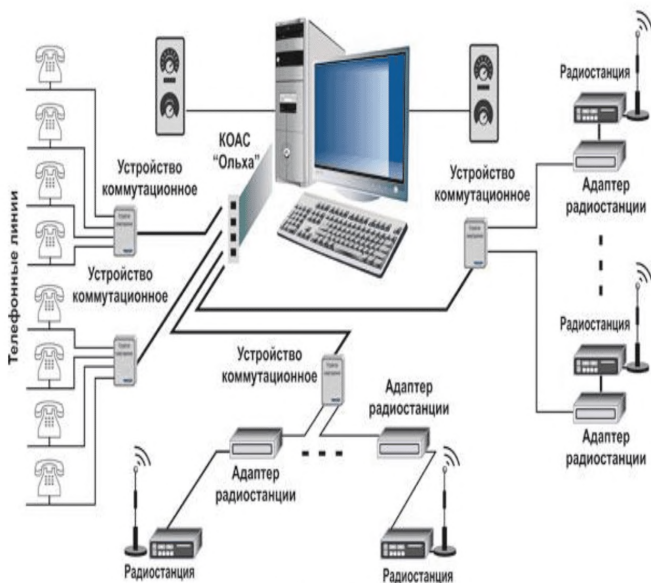 Телефонные линии
Устройство
коммутационное
КОАС
"Ольха"
Устройство
коммутационное
Радиостанция
Адаптер
радиостанции
Устройство
коммутационное
Радиостанция
Адаптер
радиостанции
Устройство
коммутационное
Адаптер
радиостанции
Адаптер
радиостанции
Радиостанция
Радиостанция